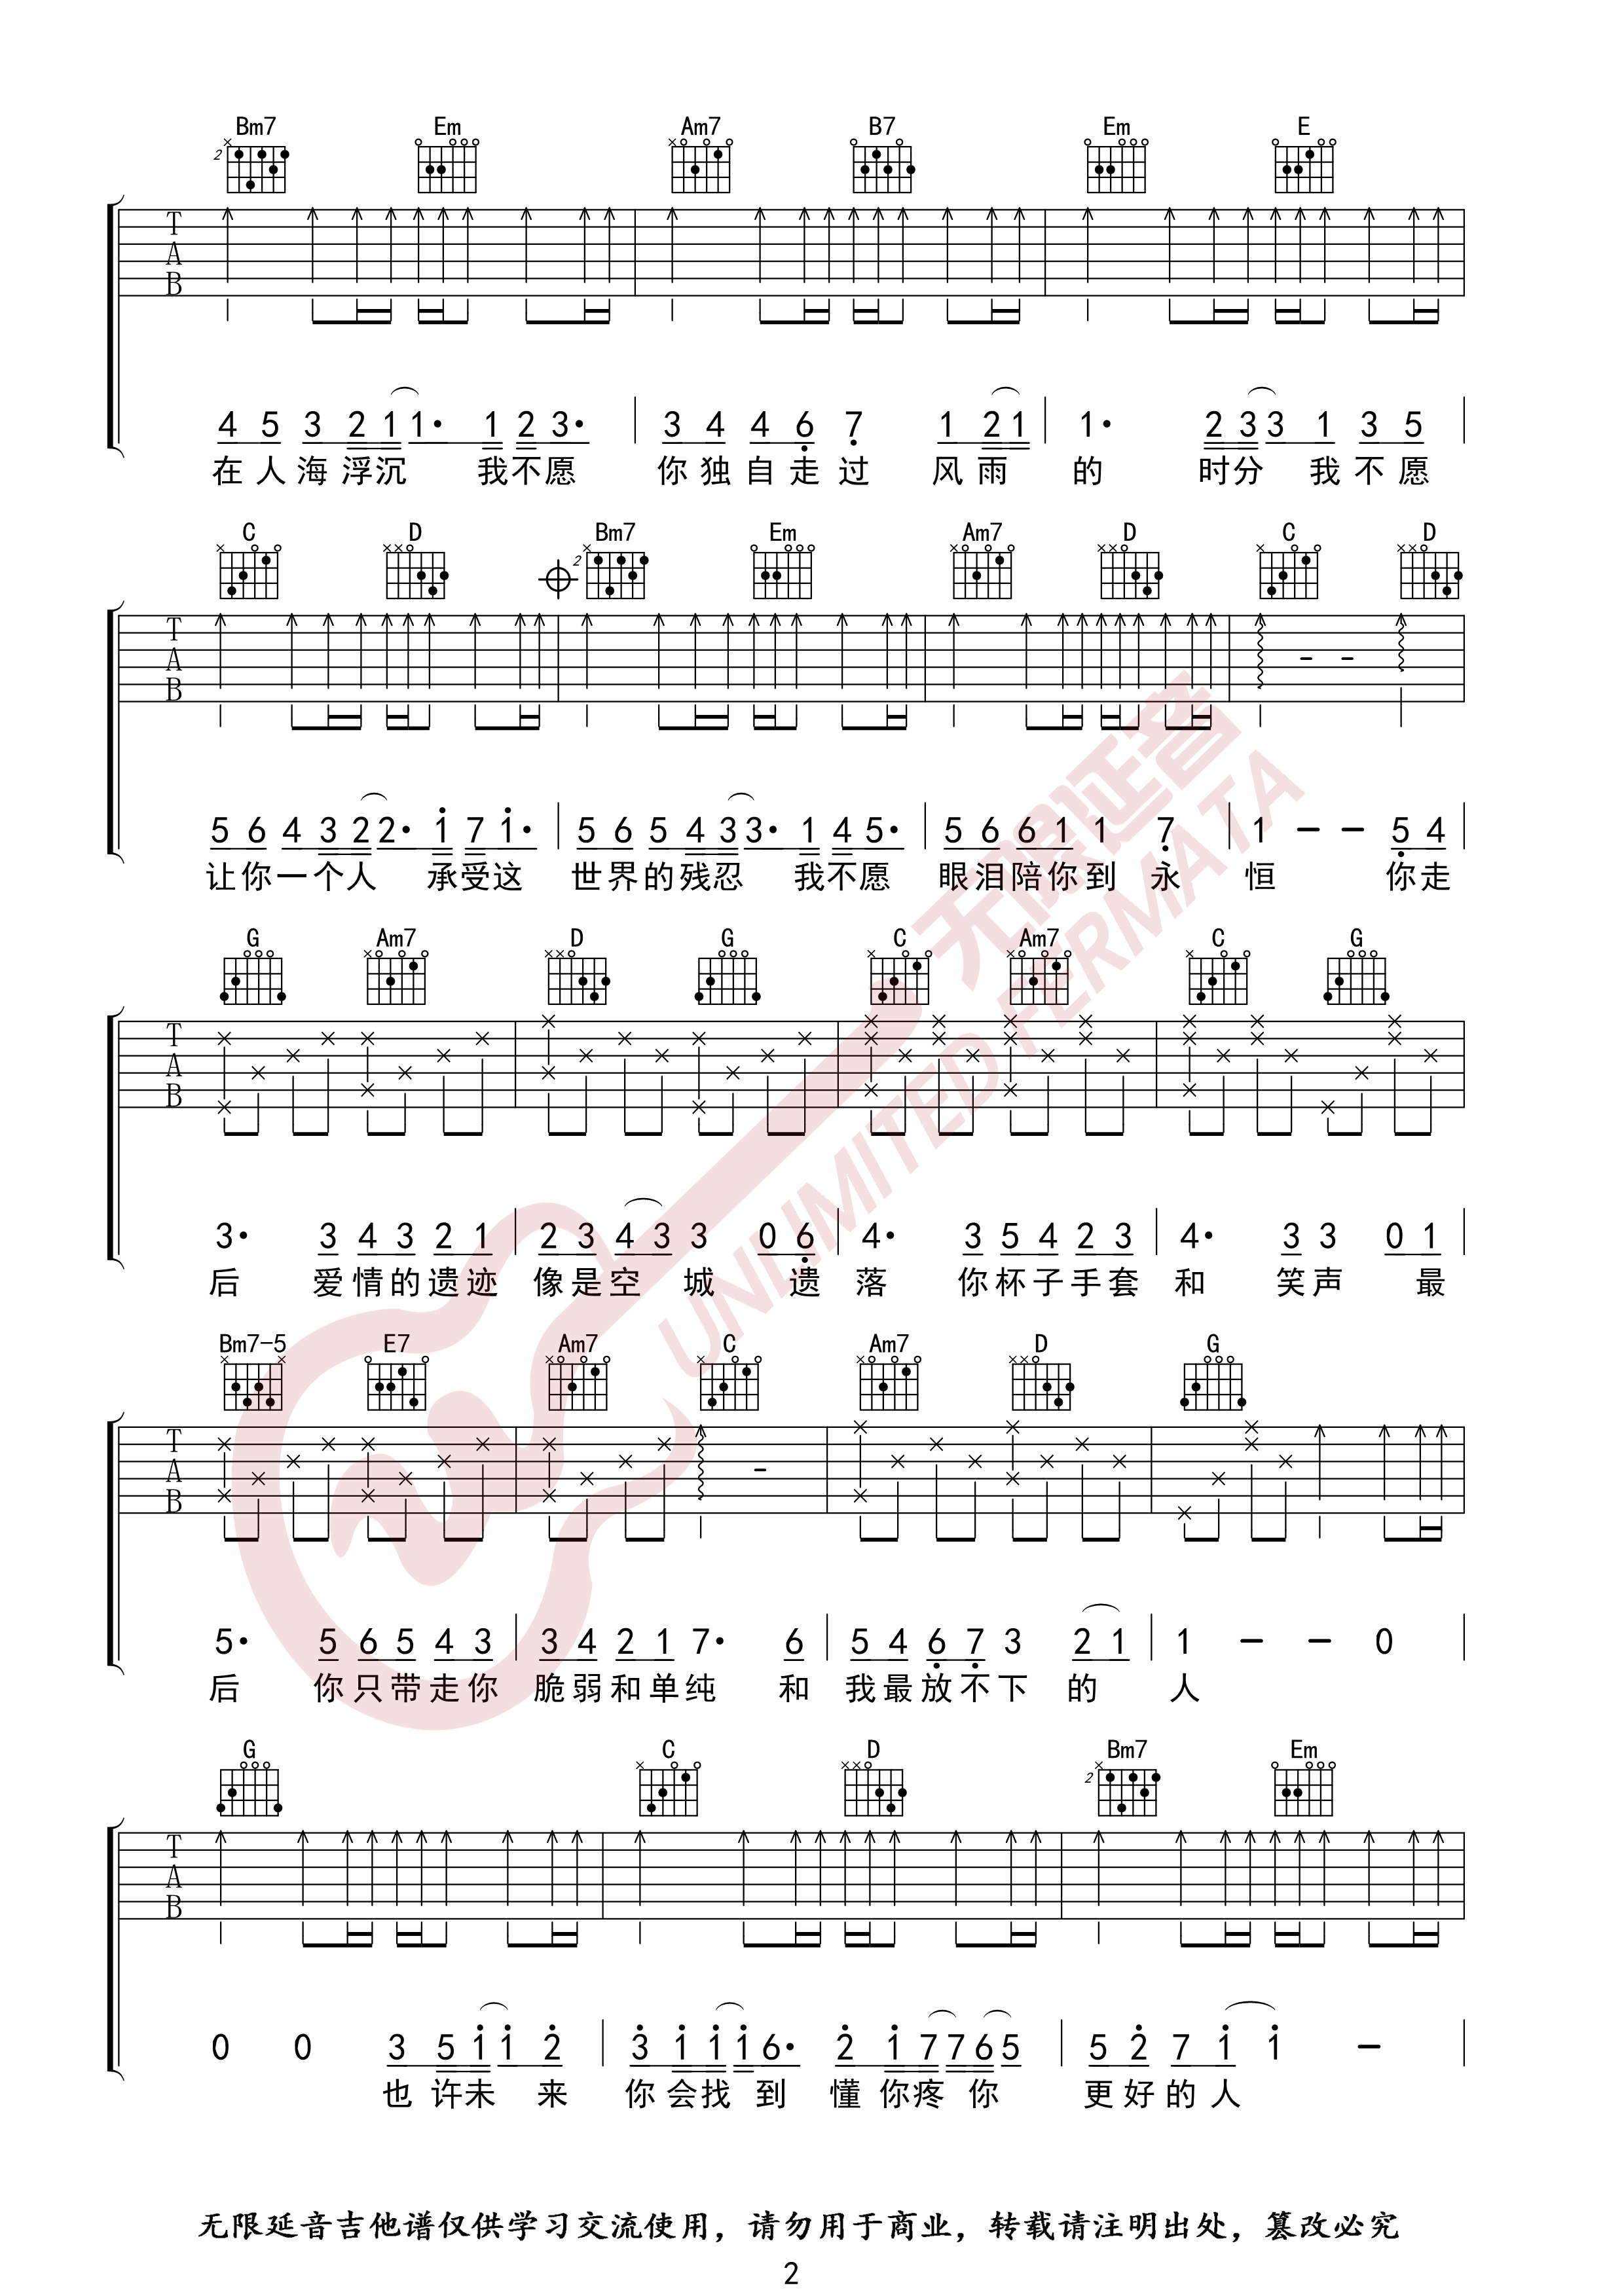 Bm7 Em Am7 B7 Em E
2
T
A
B
4 5 3 2 1 1· 1 2 3· | 3 4 4 6 7 1 2 1 | 1· 2 3 3 1 3 5 |
在人海浮沉 我不愿 你独自走过 风雨 的 时分 我不愿
C D Bm7 Em Am7 D C D
2
T
A
B
5 6 4 3 2 2· 1 7 1· | 5 6 5 4 3 3· 1 4 5· | 5 6 6 1 1 7 | 1 – – 5 4 |
让你一个人 承受这 世界的残忍 我不愿 眼泪陪你到 永 恒 你走
G Am7 D G C Am7 C G
T
A
B
3· 3 4 3 2 1 | 2 3 4 3 3 0 6 | 4· 3 5 4 2 3 | 4· 3 3 0 1 |
后 爱情的遗迹 像是空 城 遗 落 你杯子手套 和 笑声 最
Bm7-5 E7 Am7 C Am7 D G
T
A
B
5· 5 6 5 4 3 | 3 4 2 1 7· 6 | 5 4 6 7 3 2 1 | 1 – – 0 |
后 你只带走你 脆弱和单纯 和 我最放不下 的 人
G C D Bm7 Em
2
T
A
B
0 0 3 5 1 1 2 | 3 1 1 1 6· 2 1 7 7 6 5 | 5 2 7 1 1 – |
也 许未 来 你会找 到 懂 你疼 你 更好的人
无限延音
UNLIMITED FERMATA
无限延音吉他谱仅供学习交流使用，请勿用于商业，转载请注明出处，篡改必究
2